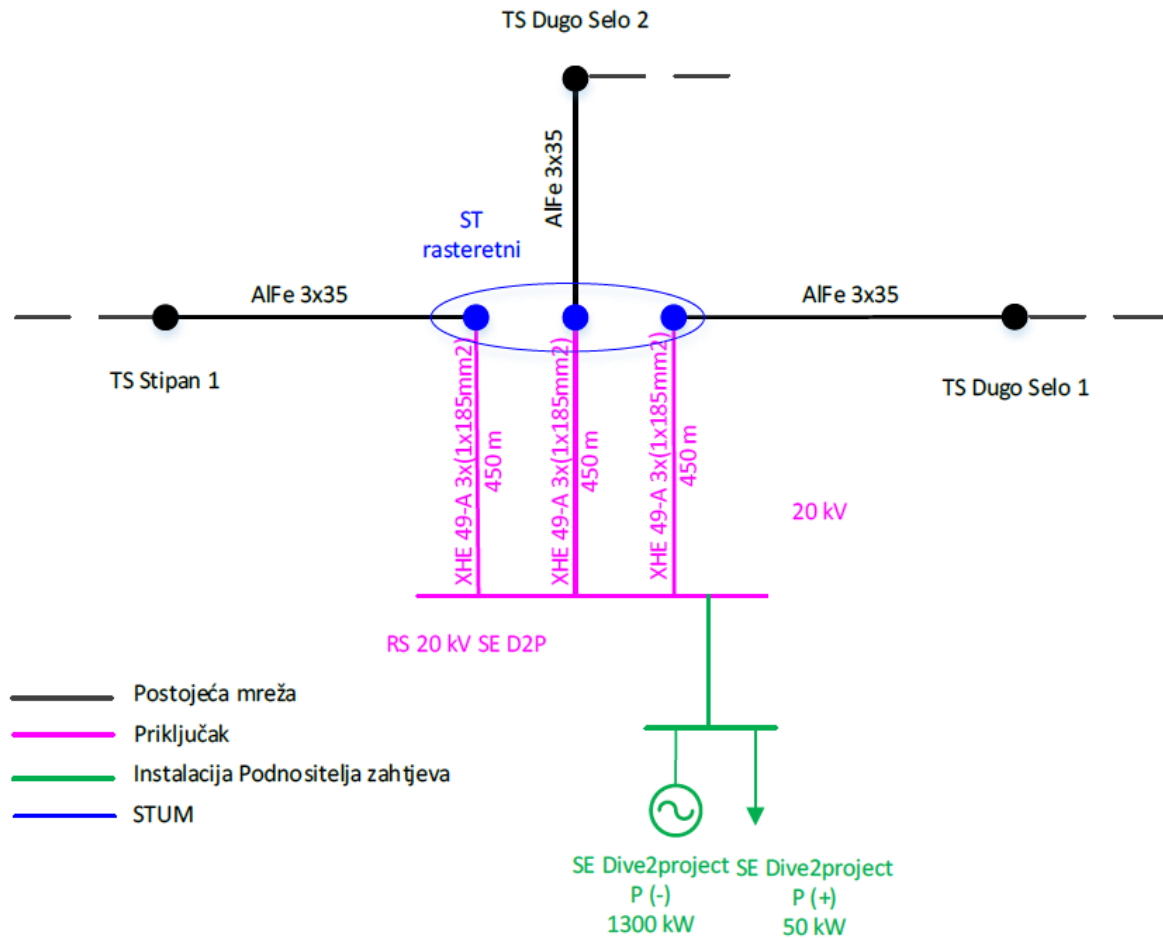 TS Dugo Selo 2
AlFe 3x35
ST
rasteretni
AlFe 3x35
AlFe 3x35
TS Stipan 1
TS Dugo Selo 1
XHE 49-A 3x(1x185mm2)
450 m
XHE 49-A 3x(1x185mm2)
450 m
XHE 49-A 3x(1x185mm2)
450 m
20 kV
RS 20 kV SE D2P
Postojeća mreža
Priključak
Instalacija Podnositelja zahtjeva
STUM
SE Dive2project
P (-)
1300 kW
SE Dive2project
P (+)
50 kW